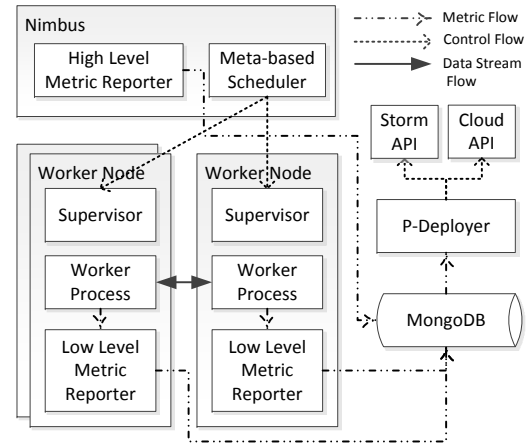 Nimbus
High Level
Metric Reporter
Meta-based
Scheduler
Metric Flow
Control Flow
Data Stream
Flow
Storm
API
Cloud
API
Worker Node
Supervisor
Worker
Process
Low Level
Metric
Reporter
Worker Node
Supervisor
Worker
Process
Low Level
Metric
Reporter
P-Deployer
MongoDB